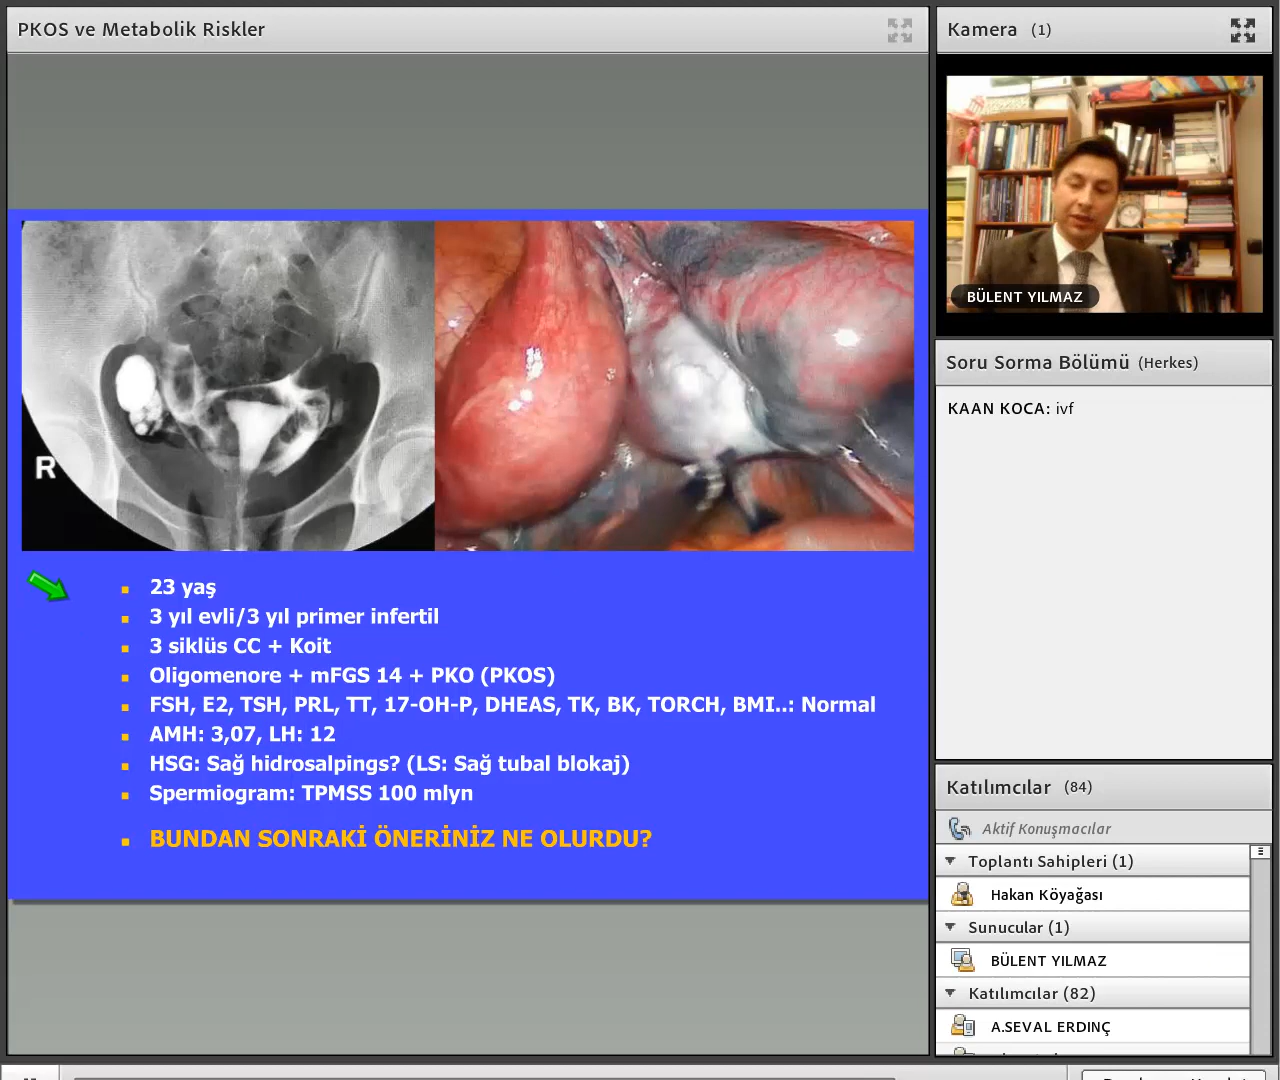 PKOS ve Metabolik Riskler
R
23 yaş
3 yıl evli/3 yıl primer infertil
3 siklüs CC + Koit
Oligomenore + mFGS 14 + PKO (PKOS)
FSH, E2, TSH, PRL, TT, 17-OH-P, DHEAS, TK, BK, TORCH, BMI..: Normal
AMH: 3,07, LH: 12
HSG: Sağ hidrosalpings? (LS: Sağ tubal blokaj)
Spermiogram: TPMSS 100 mlyn
BUNDAN SONRAKİ ÖNERİNİZ NE OLURDU?
Kamera (1)
BÜLENT YILMAZ
Soru Sorma Bölümü (Herkes)
KAAN KOCA: ivf
Katılımcılar (84)
Aktif Konuşmacılar
Toplantı Sahipleri (1)
Hakan Köyağası
Sunucular (1)
BÜLENT YILMAZ
Katılımcılar (82)
A.SEVAL ERDINÇ